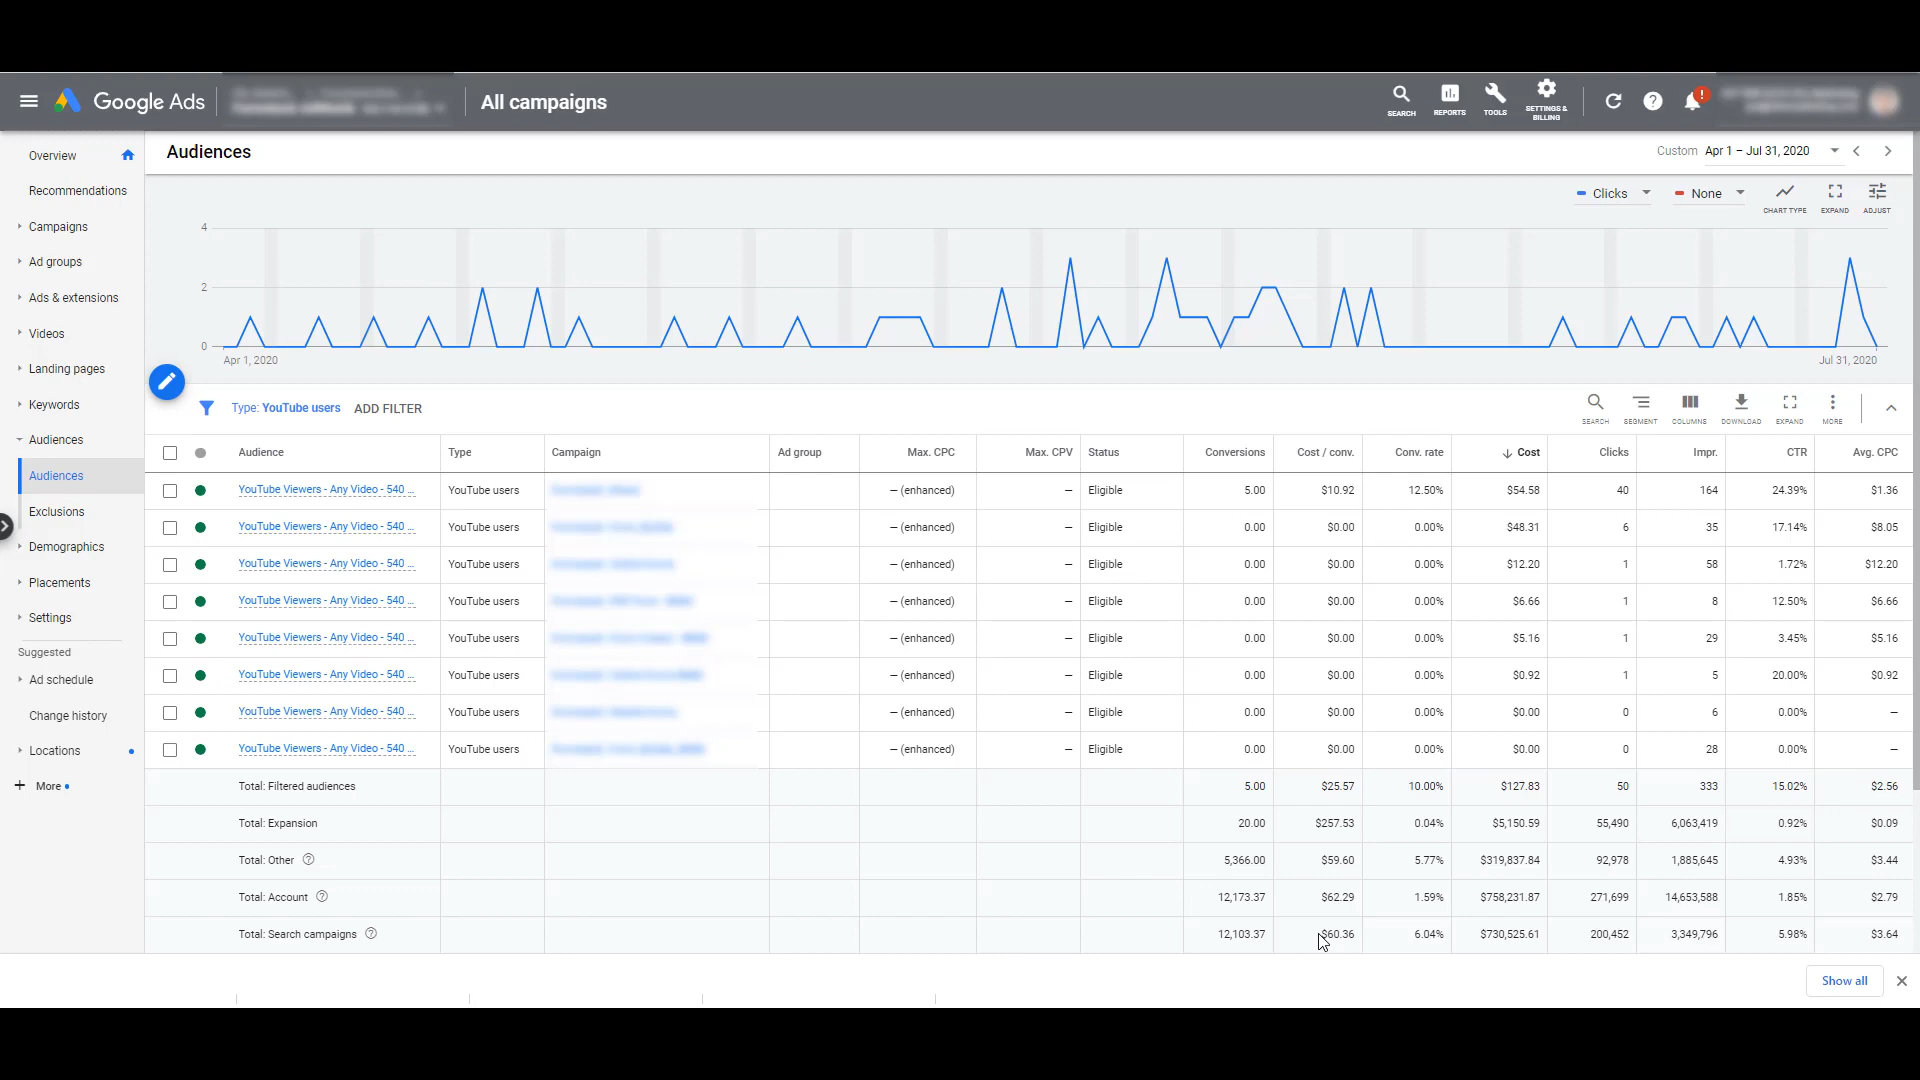 Google Ads
All campaigns
SEARCH
REPORTS
TOOLS
SETTINGS &
BILLING
!
Overview
Recommendations
Campaigns
Ad groups
Ads & extensions
Videos
Landing pages
Keywords
Audiences
Audiences
Exclusions
Demographics
Placements
Settings
Suggested
Ad schedule
Change history
Locations
More
Audiences
Custom Apr 1 – Jul 31, 2020
Clicks
None
CHART TYPE
EXPAND
ADJUST
4
2
0
Apr 1, 2020
Jul 31, 2020
Type: YouTube users ADD FILTER
SEARCH
SEGMENT
COLUMNS
DOWNLOAD
EXPAND
MORE
Audience Type Campaign Ad group Max. CPC Max. CPV Status Conversions Cost / conv. Conv. rate Cost Clicks Impr. CTR Avg. CPC
YouTube Viewers - Any Video - 540 ... YouTube users – (enhanced) – Eligible 5.00 $10.92 12.50% $54.58 40 164 24.39% $1.36
YouTube Viewers - Any Video - 540 ... YouTube users – (enhanced) – Eligible 0.00 $0.00 0.00% $48.31 6 35 17.14% $8.05
YouTube Viewers - Any Video - 540 ... YouTube users – (enhanced) – Eligible 0.00 $0.00 0.00% $12.20 1 58 1.72% $12.20
YouTube Viewers - Any Video - 540 ... YouTube users – (enhanced) – Eligible 0.00 $0.00 0.00% $6.66 1 8 12.50% $6.66
YouTube Viewers - Any Video - 540 ... YouTube users – (enhanced) – Eligible 0.00 $0.00 0.00% $5.16 1 29 3.45% $5.16
YouTube Viewers - Any Video - 540 ... YouTube users – (enhanced) – Eligible 0.00 $0.00 0.00% $0.92 1 5 20.00% $0.92
YouTube Viewers - Any Video - 540 ... YouTube users – (enhanced) – Eligible 0.00 $0.00 0.00% $0.00 0 6 0.00% –
YouTube Viewers - Any Video - 540 ... YouTube users – (enhanced) – Eligible 0.00 $0.00 0.00% $0.00 0 28 0.00% –
Total: Filtered audiences 5.00 $25.57 10.00% $127.83 50 333 15.02% $2.56
Total: Expansion 20.00 $257.53 0.04% $5,150.59 55,490 6,063,419 0.92% $0.09
Total: Other 5,366.00 $59.60 5.77% $319,837.84 92,978 1,885,645 4.93% $3.44
Total: Account 12,173.37 $62.29 1.59% $758,231.87 271,699 14,653,588 1.85% $2.79
Total: Search campaigns 12,103.37 $60.36 6.04% $730,525.61 200,452 3,349,796 5.98% $3.64
Show all